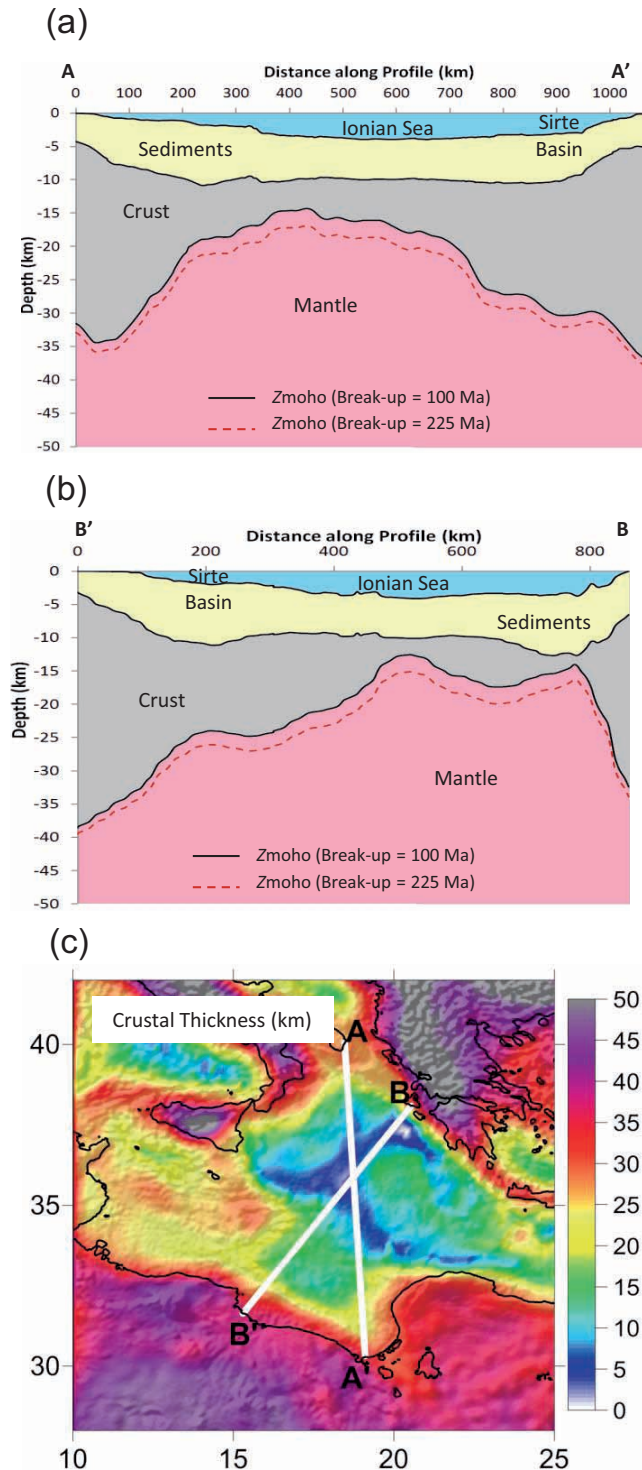 (a)
A Distance along Profile (km) A’
0 100 200 300 400 500 600 700 800 900 1000
0
-5
-10
-15
-20
-25
-30
-35
-40
-45
-50
Depth (km)
Ionian Sea
Sirte
Sediments
Basin
Crust
Mantle
Zmoho (Break-up = 100 Ma)
Zmoho (Break-up = 225 Ma)
(b)
B’ Distance along Profile (km) B
0 200 400 600 800
0
-5
-10
-15
-20
-25
-30
-35
-40
-45
-50
Depth (km)
Sirte
Ionian Sea
Basin
Sediments
Crust
Mantle
Zmoho (Break-up = 100 Ma)
Zmoho (Break-up = 225 Ma)
(c)
Crustal Thickness (km)
A
B
B'
A'
40
35
30
10 15 20 25
50
45
40
35
30
25
20
15
10
5
0